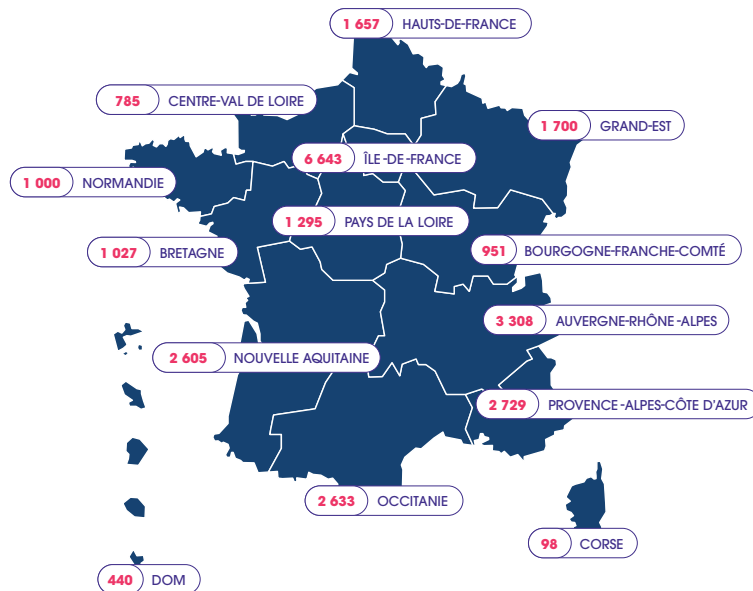 1 657 HAUTS-DE-FRANCE
785 CENTRE-VAL DE LOIRE
1 700 GRAND-EST
6 643 ÎLE-DE-FRANCE
1 000 NORMANDIE
1 295 PAYS DE LA LOIRE
1 027 BRETAGNE
951 BOURGOGNE-FRANCHE-COMTÉ
3 308 AUVERGNE-RHÔNE-ALPES
2 605 NOUVELLE AQUITAINE
2 729 PROVENCE-ALPES-CÔTE D'AZUR
2 633 OCCITANIE
98 CORSE
440 DOM